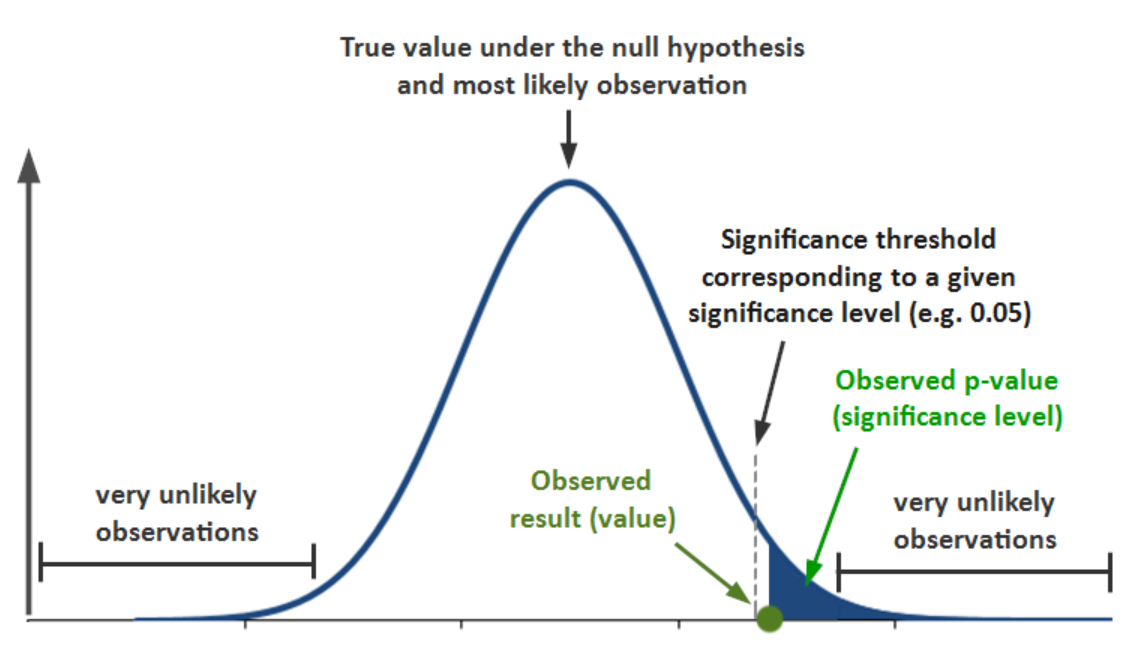 True value under the null hypothesis
and most likely observation
Significance threshold
corresponding to a given
significance level (e.g. 0.05)
Observed p-value
(significance level)
Observed
result (value)
very unlikely
observations
very unlikely
observations